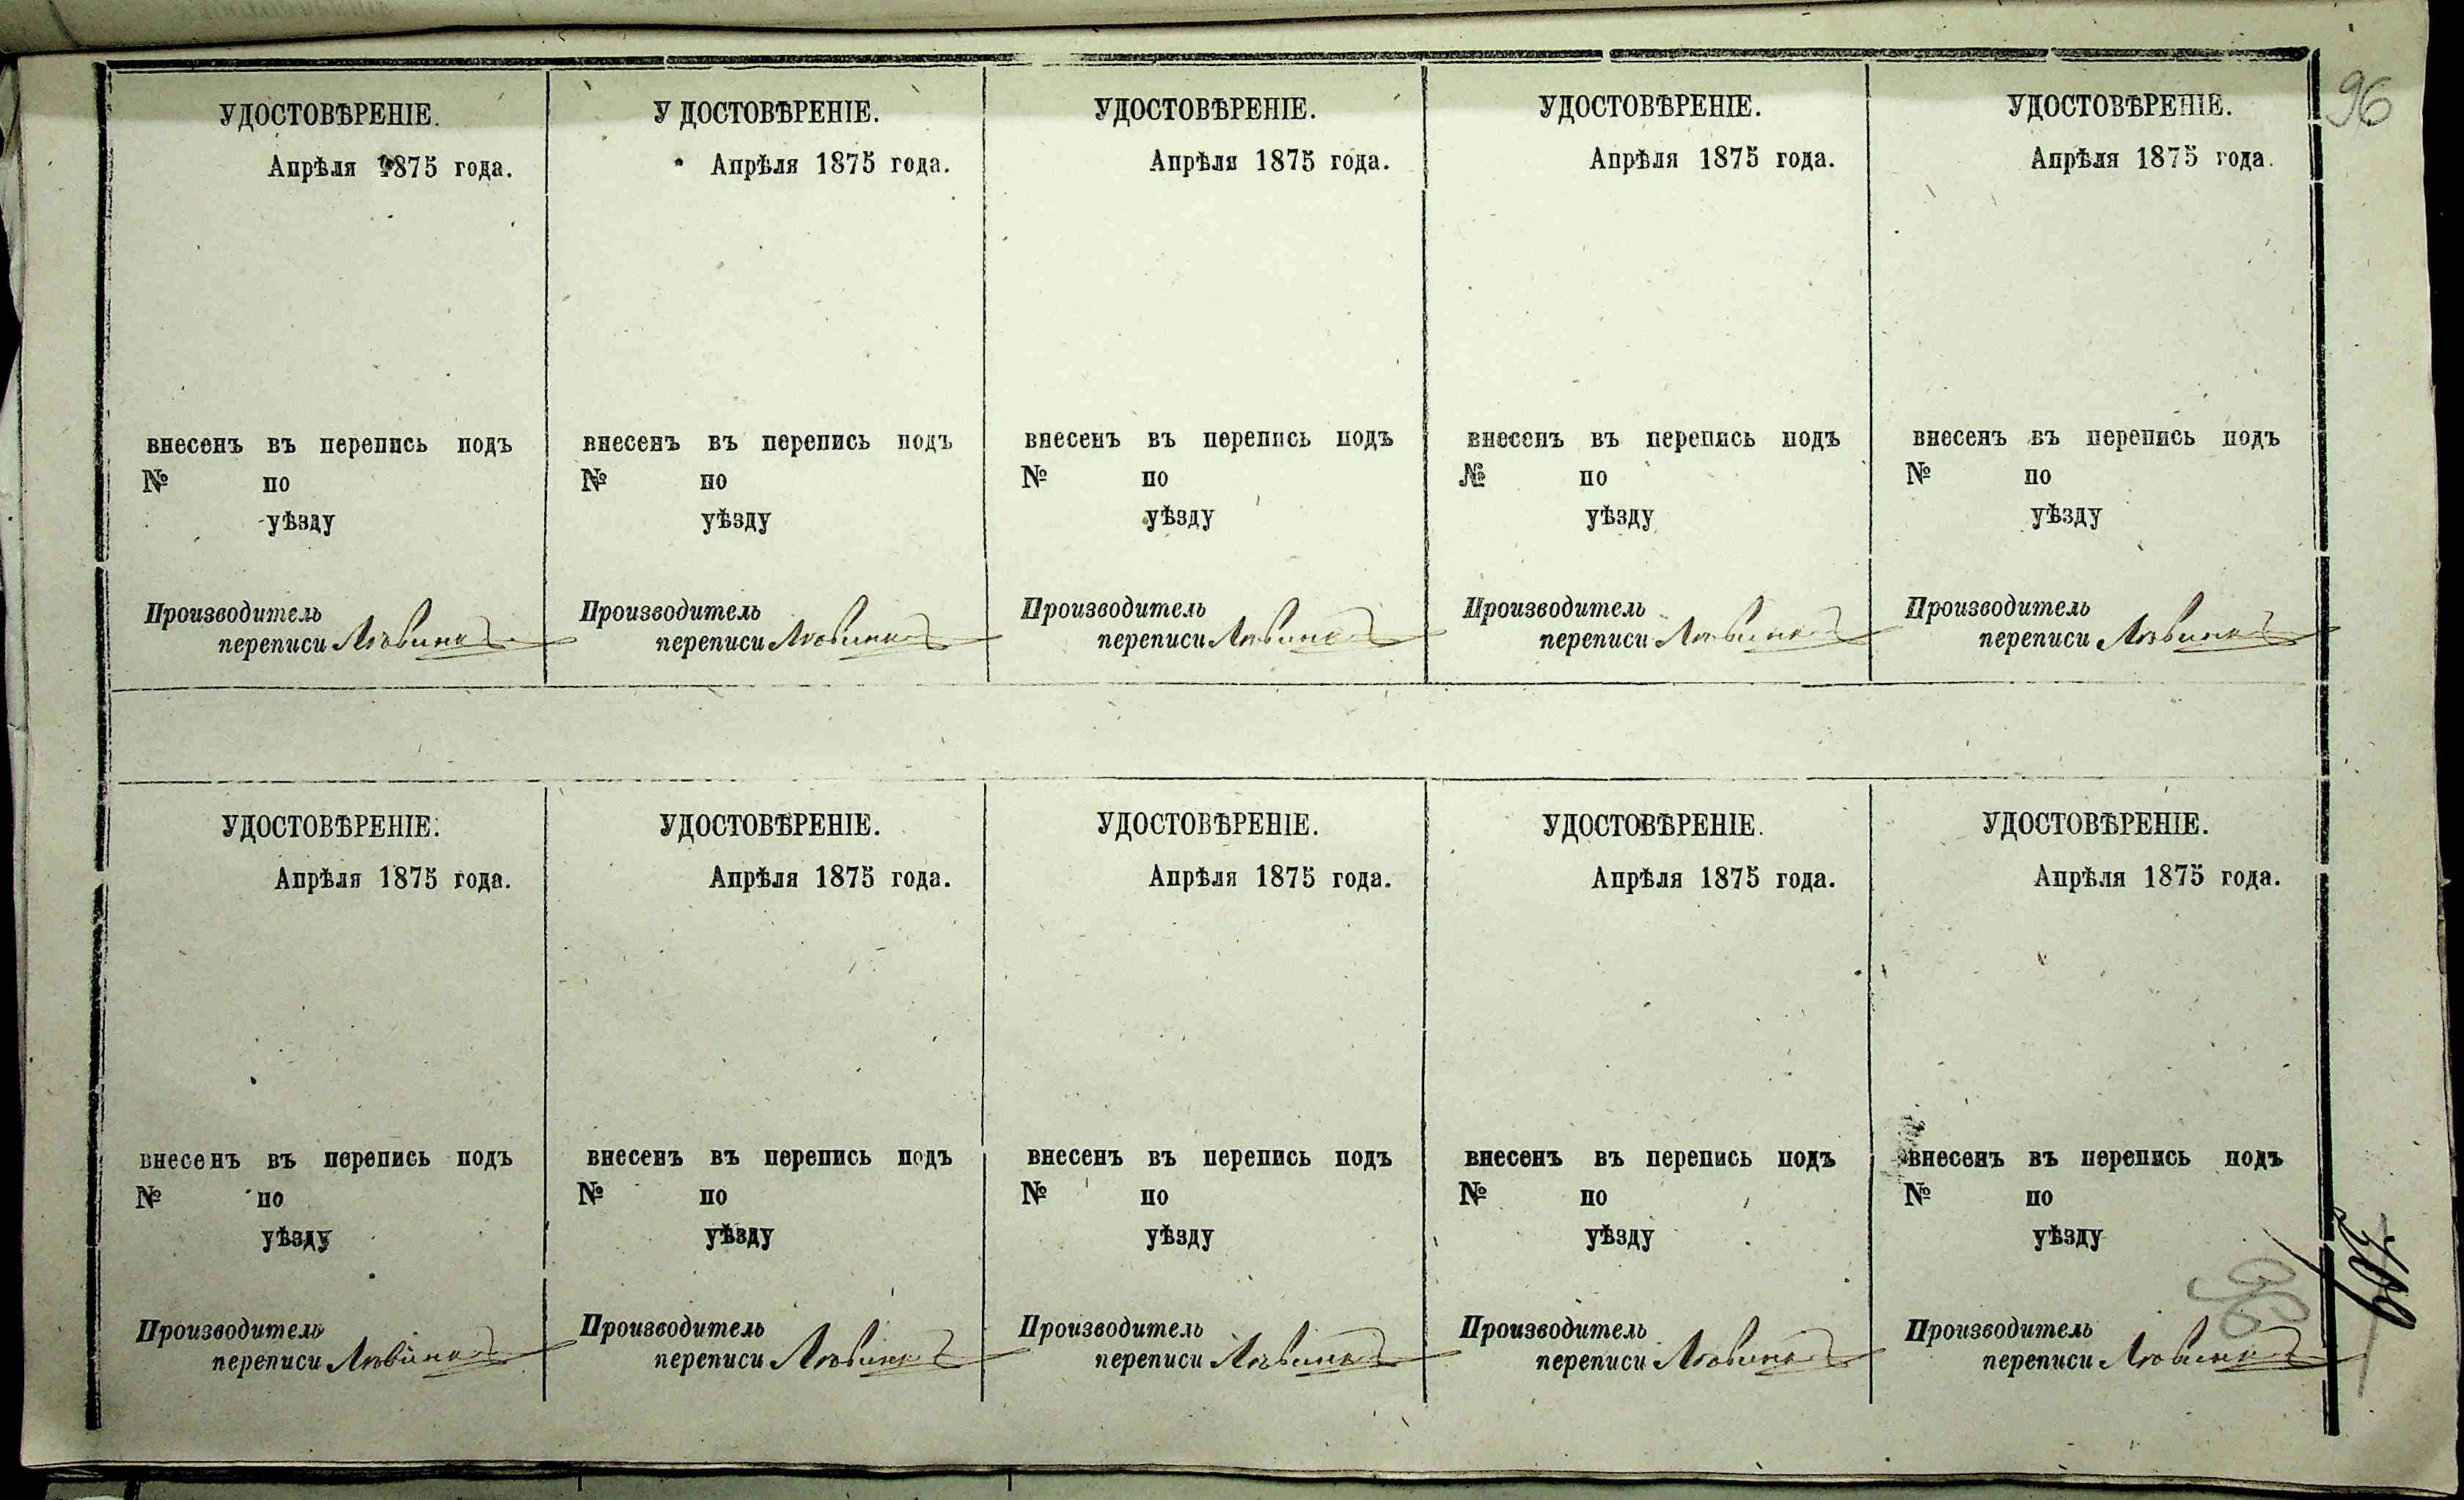 96
УДОСТОВѢРЕНІЕ.
Апрѣля 1875 года.
внесенъ въ перепись подъ
№ по
уѣзду
Производитель
переписи
У ДОСТОВѢРЕНІЕ.
Апрѣля 1875 года.
внесенъ въ перепись подъ
№ по
уѣзду
Производитель
переписи
УДОСТОВѢРЕНІЕ.
Апрѣля 1875 года.
внесенъ въ перепись подъ
№ по
уѣзду
Производитель
переписи
УДОСТОВѢРЕНІЕ.
Апрѣля 1875 года.
внесенъ въ перепись подъ
№ по
уѣзду
Производитель
переписи
УДОСТОВѢРЕНІЕ.
Апрѣля 1875 года.
внесенъ въ перепись подъ
№ по
уѣзду
Производитель
переписи
УДОСТОВѢРЕНІЕ.
Апрѣля 1875 года.
внесенъ въ перепись подъ
№ по
уѣзду
Производитель
переписи
УДОСТОВѢРЕНІЕ.
Апрѣля 1875 года.
внесенъ въ перепись подъ
№ по
уѣзду
Производитель
переписи
УДОСТОВѢРЕНІЕ.
Апрѣля 1875 года.
внесенъ въ перепись подъ
№ по
уѣзду
Производитель
переписи
УДОСТОВѢРЕНІЕ.
Апрѣля 1875 года.
внесенъ въ перепись подъ
№ по
уѣзду
Производитель
переписи
УДОСТОВѢРЕНІЕ.
Апрѣля 1875 года.
внесенъ въ перепись подъ
№ по
уѣзду
Производитель
переписи